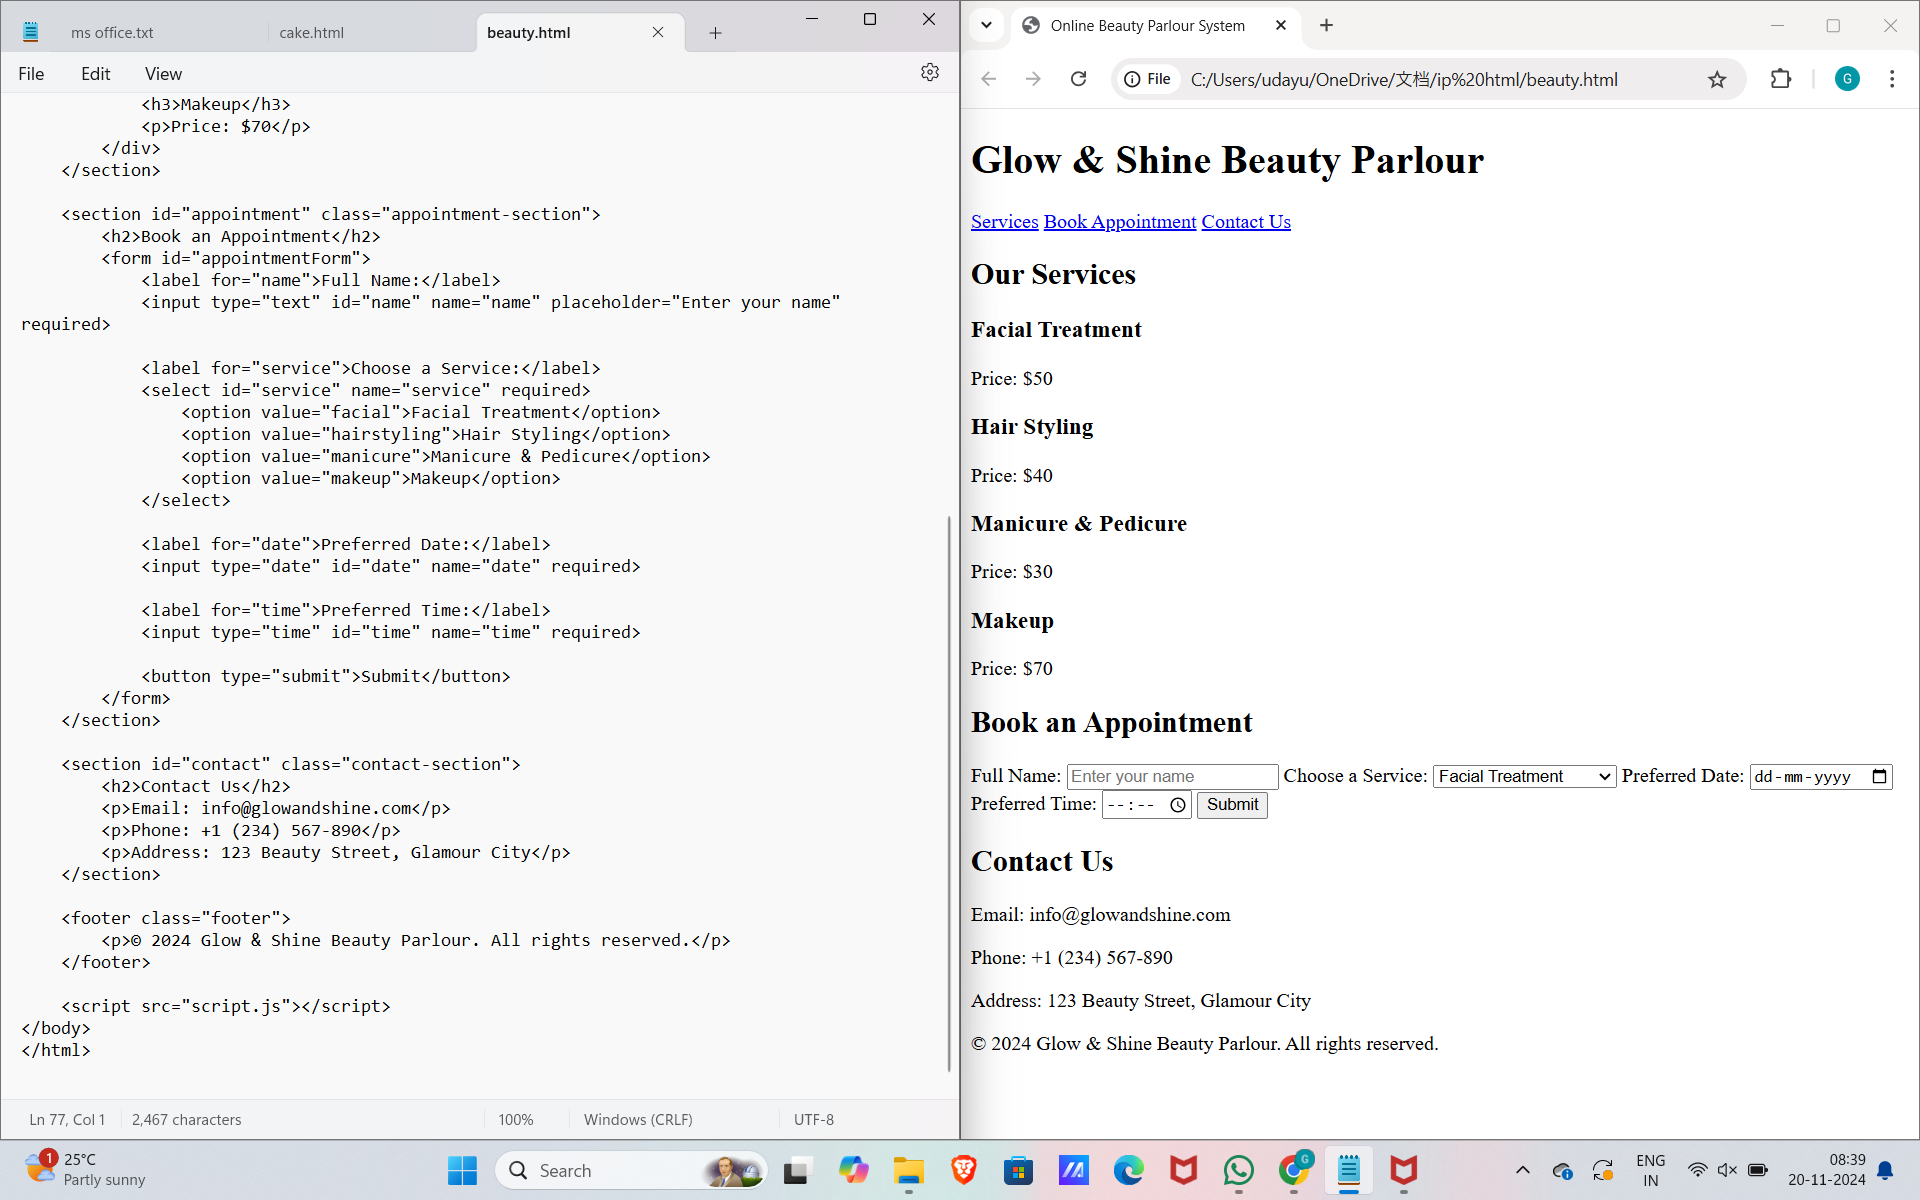 ms office.txt
cake.html
beauty.html
File
Edit
View
<h3>Makeup</h3>
<p>Price: $70</p>
</div>
</section>
<section id="appointment" class="appointment-section">
<h2>Book an Appointment</h2>
<form id="appointmentForm">
<label for="name">Full Name:</label>
<input type="text" id="name" name="name" placeholder="Enter your name"
required>
<label for="service">Choose a Service:</label>
<select id="service" name="service" required>
<option value="facial">Facial Treatment</option>
<option value="hairstyling">Hair Styling</option>
<option value="manicure">Manicure & Pedicure</option>
<option value="makeup">Makeup</option>
</select>
<label for="date">Preferred Date:</label>
<input type="date" id="date" name="date" required>
<label for="time">Preferred Time:</label>
<input type="time" id="time" name="time" required>
<button type="submit">Submit</button>
</form>
</section>
<section id="contact" class="contact-section">
<h2>Contact Us</h2>
<p>Email: info@glowandshine.com</p>
<p>Phone: +1 (234) 567-890</p>
<p>Address: 123 Beauty Street, Glamour City</p>
</section>
<footer class="footer">
<p>© 2024 Glow & Shine Beauty Parlour. All rights reserved.</p>
</footer>
<script src="script.js"></script>
</body>
</html>
Ln 77, Col 1
2,467 characters
100%
Windows (CRLF)
UTF-8
Online Beauty Parlour System
File
C:/Users/udayu/OneDrive/文档/ip%20html/beauty.html
G
Glow & Shine Beauty Parlour
Services Book Appointment Contact Us
Our Services
Facial Treatment
Price: $50
Hair Styling
Price: $40
Manicure & Pedicure
Price: $30
Makeup
Price: $70
Book an Appointment
Full Name: Enter your name Choose a Service: Facial Treatment Preferred Date: dd-mm-yyyy
Preferred Time: --:-- Submit
Contact Us
Email: info@glowandshine.com
Phone: +1 (234) 567-890
Address: 123 Beauty Street, Glamour City
© 2024 Glow & Shine Beauty Parlour. All rights reserved.
1
25°C
Partly sunny
Search
G
ENG
IN
08:39
20-11-2024